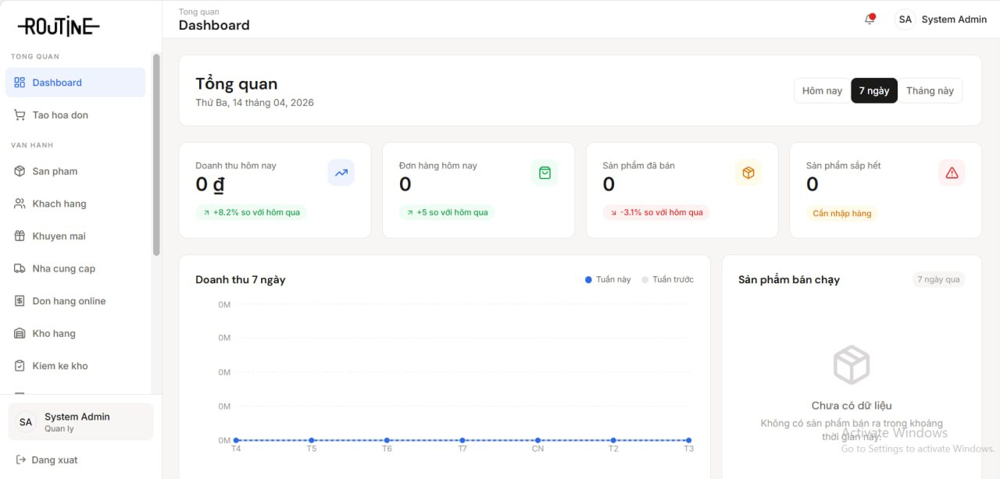 ROUTINE
TONG QUAN
Dashboard
Tao hoa don
VAN HANH
San pham
Khach hang
Khuyen mai
Nha cung cap
Don hang online
Kho hang
Kiem ke kho
SA
System Admin
Quan ly
Dang xuat
Tong quan
Dashboard
SA System Admin
Tổng quan
Thứ Ba, 14 tháng 04, 2026
Hôm nay 7 ngày Tháng này
Doanh thu hôm nay
0 ₫
+8.2% so với hôm qua
Đơn hàng hôm nay
0
+5 so với hôm qua
Sản phẩm đã bán
0
-3.1% so với hôm qua
Sản phẩm sắp hết
0
Cần nhập hàng
Doanh thu 7 ngày
Tuần này Tuần trước
0M
0M
0M
0M
0M
T4 T5 T6 T7 CN T2 T3
Sản phẩm bán chạy
7 ngày qua
Chưa có dữ liệu
Không có sản phẩm bán ra trong khoảng
thời gian này.
Activate Windows
Go to Settings to activate Windows.